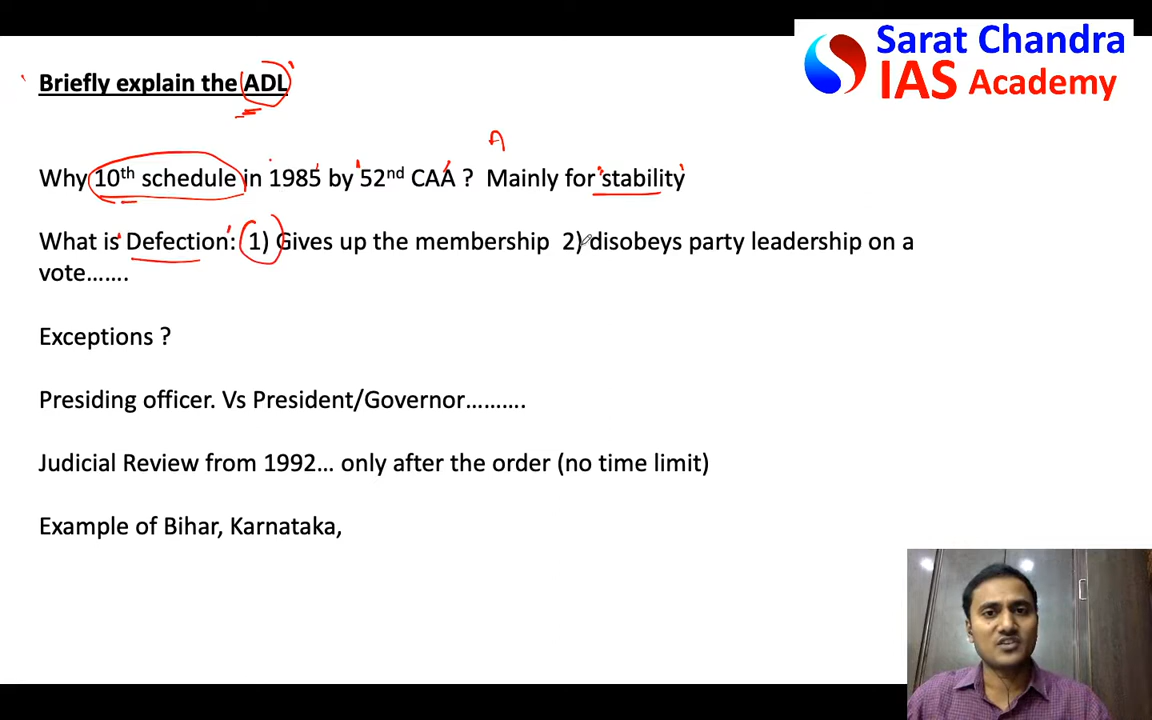 Sarat Chandra
IAS Academy
Briefly explain the ADL
A
Why 10th schedule in 1985 by 52nd CAA ? Mainly for stability
What is Defection: 1) Gives up the membership 2) disobeys party leadership on a
vote…….
Exceptions ?
Presiding officer. Vs President/Governor……….
Judicial Review from 1992… only after the order (no time limit)
Example of Bihar, Karnataka,